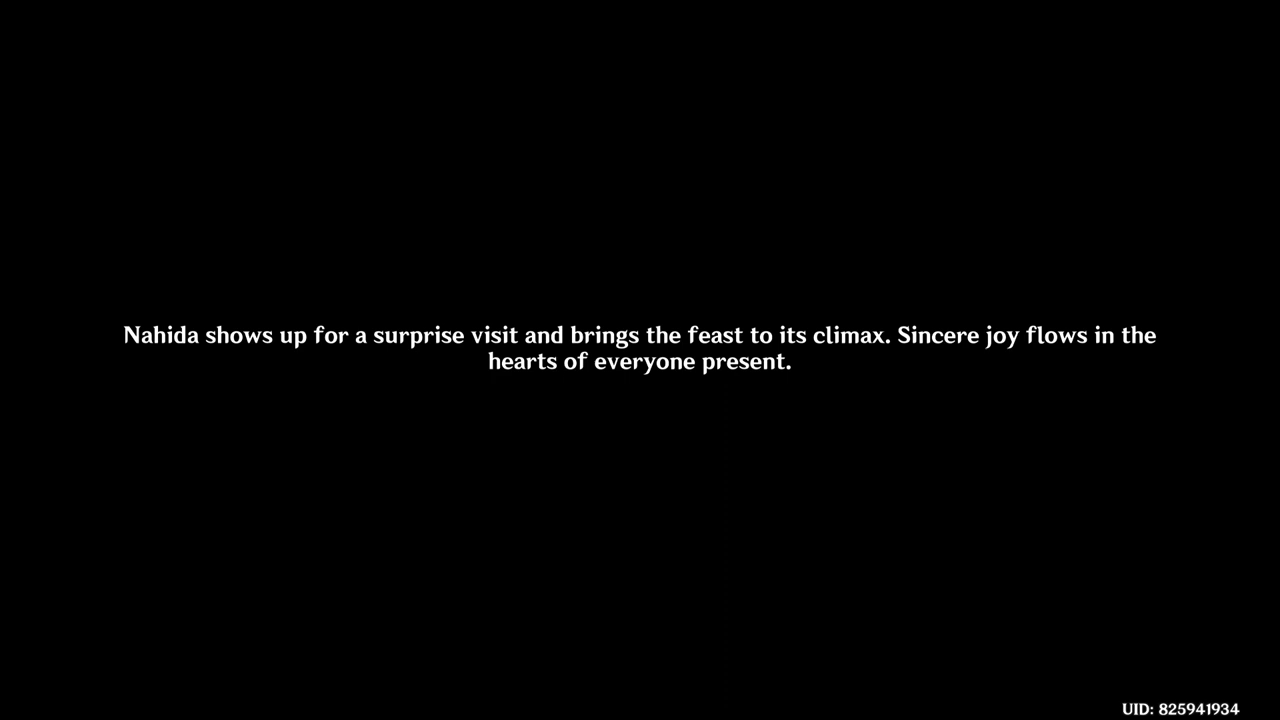 Nahida shows up for a surprise visit and brings the feast to its climax. Sincere joy flows in the
hearts of everyone present.
UID: 825941934